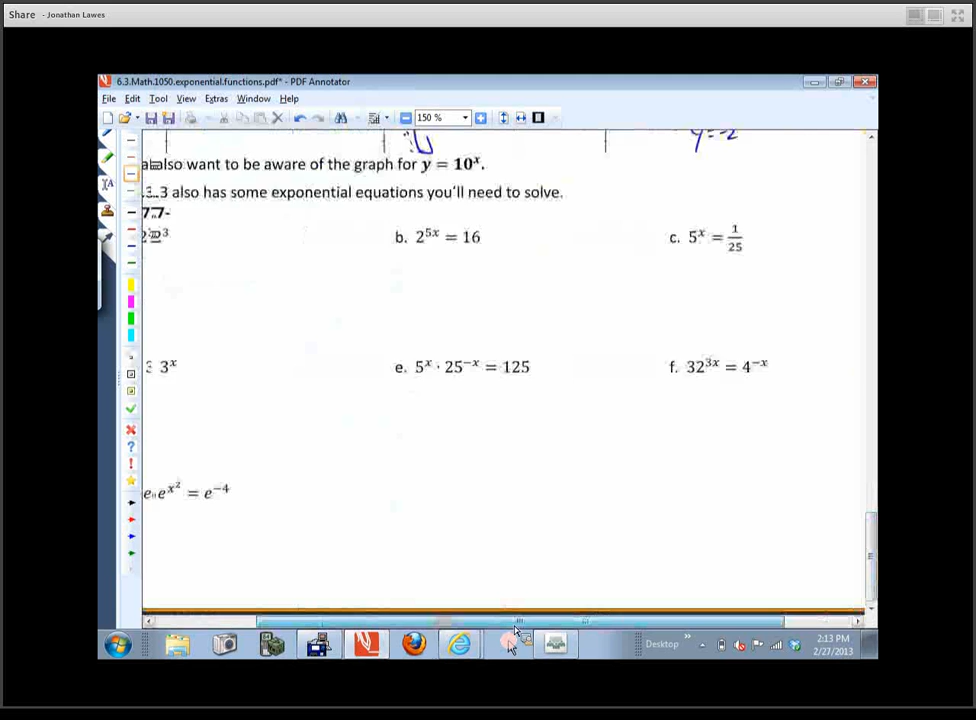 Share - Jonathan Lawes
6.3.Math.1050.exponential.functions.pdf* - PDF Annotator
File Edit Tool View Extras Window Help
150 %
y = -2
also want to be aware of the graph for y = 10ˣ.
.3 also has some exponential equations you'll need to solve.
b. 2⁵ˣ = 16
c. 5ˣ = 1/25
3ˣ
e. 5ˣ · 25⁻ˣ = 125
f. 32³ˣ = 4⁻ˣ
eˣ² = e⁻⁴
Desktop
2:13 PM
2/27/2013